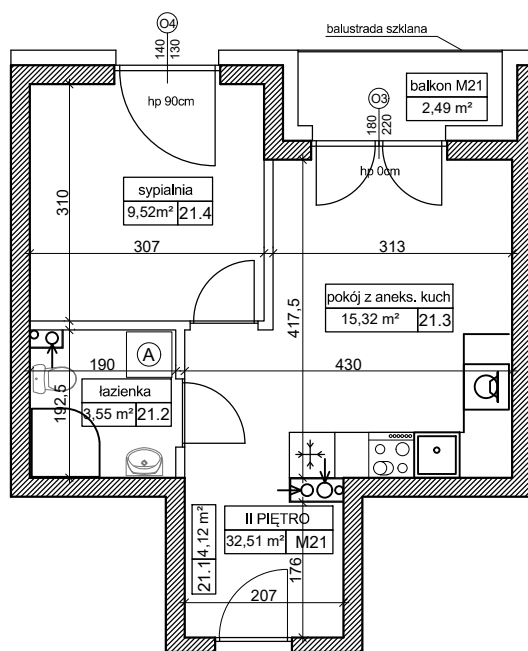 O4
140
130
balustrada szklana
hp 90cm
balkon M21
2,49 m²
O3
180
220
hp 0cm
sypialnia
9,52m² 21.4
310
307
313
417,5
pokój z aneks. kuch
15,32 m² 21.3
190
A
430
192,5
łazienka
3,55 m² 21.2
21.1 4,12 m²
II PIĘTRO
32,51 m² M21
176
207